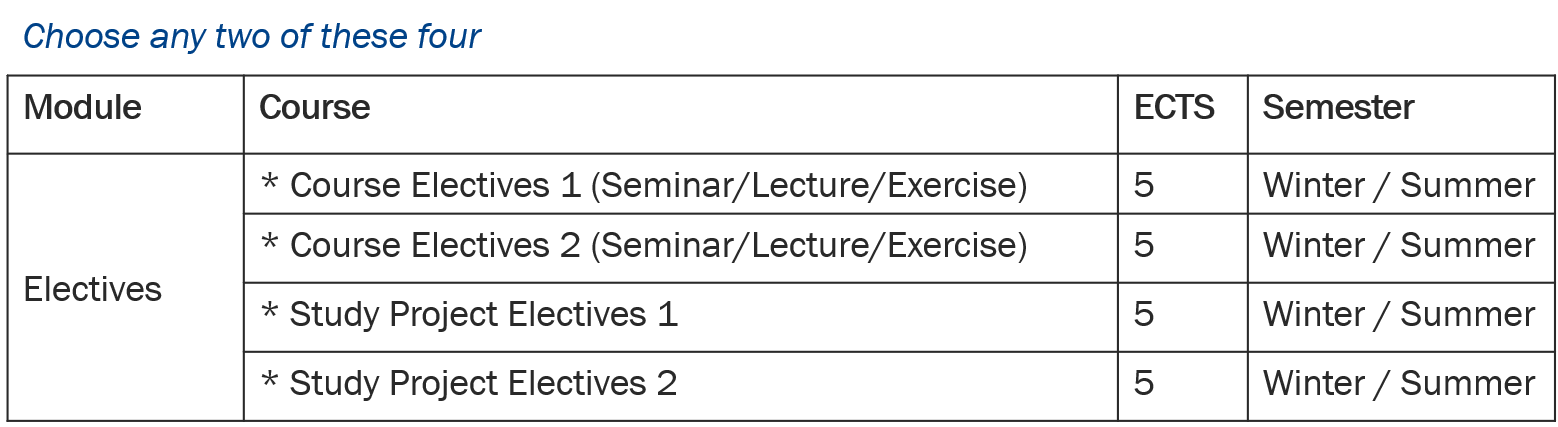 Choose any two of these four
Module Course ECTS Semester
* Course Electives 1 (Seminar/Lecture/Exercise) 5 Winter / Summer
* Course Electives 2 (Seminar/Lecture/Exercise) 5 Winter / Summer
Electives
* Study Project Electives 1 5 Winter / Summer
* Study Project Electives 2 5 Winter / Summer